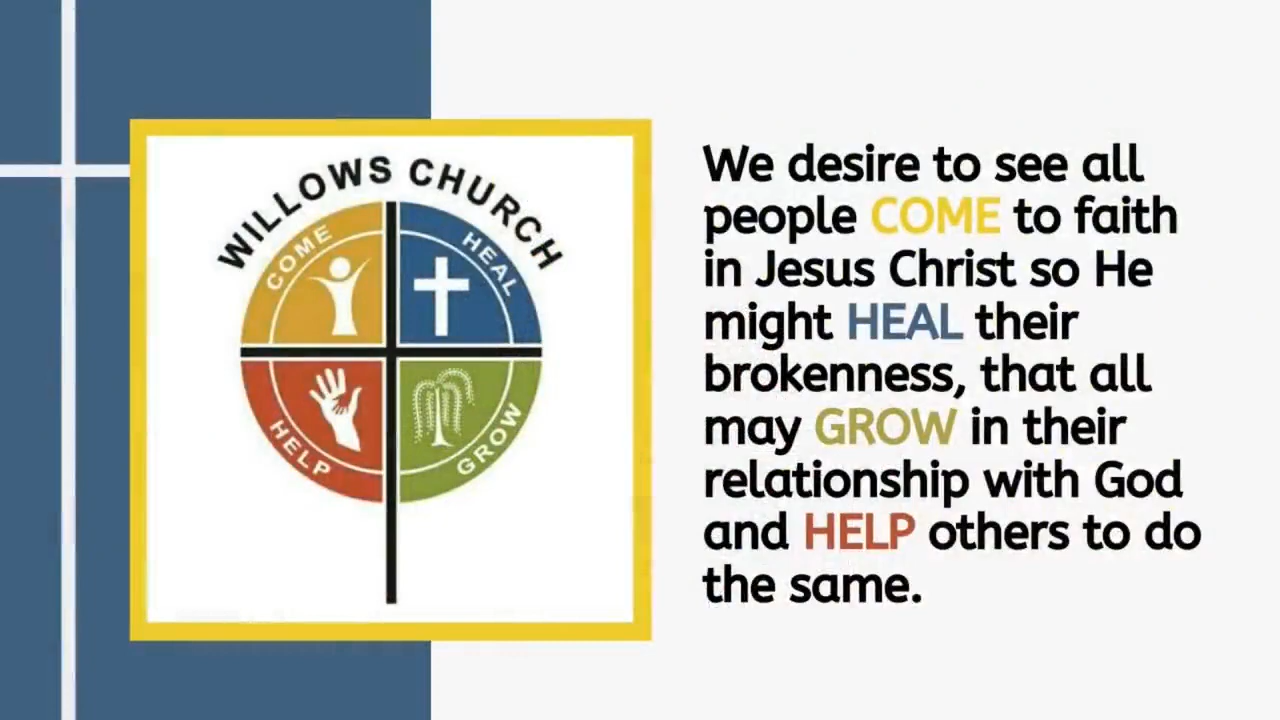 WILLOWS CHURCH
COME
HEAL
HELP
GROW
We desire to see all
people COME to faith
in Jesus Christ so He
might HEAL their
brokenness, that all
may GROW in their
relationship with God
and HELP others to do
the same.